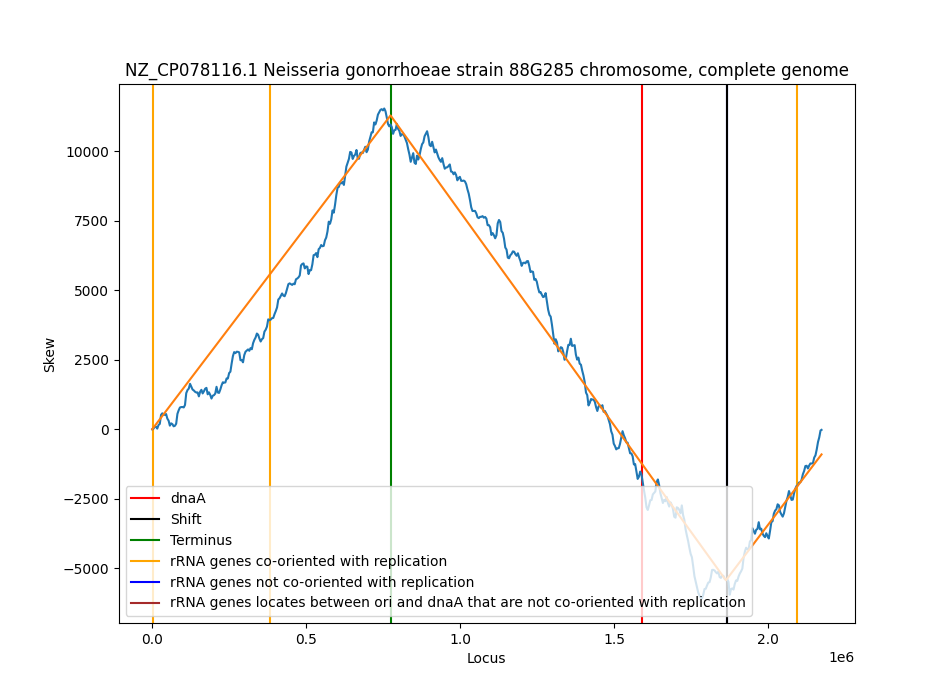 NZ_CP078116.1 Neisseria gonorrhoeae strain 88G285 chromosome, complete genome
Skew
10000
7500
5000
2500
0
−2500
−5000
dnaA
Shift
Terminus
rRNA genes co-oriented with replication
rRNA genes not co-oriented with replication
rRNA genes locates between ori and dnaA that are not co-oriented with replication
0.0 0.5 1.0 1.5 2.0
1e6
Locus